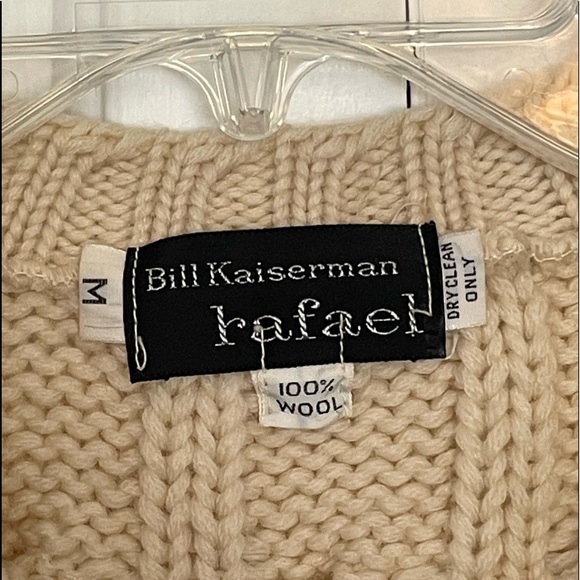 M
Bill Kaiserman
rafael
DRY CLEAN
ONLY
100%
WOOL